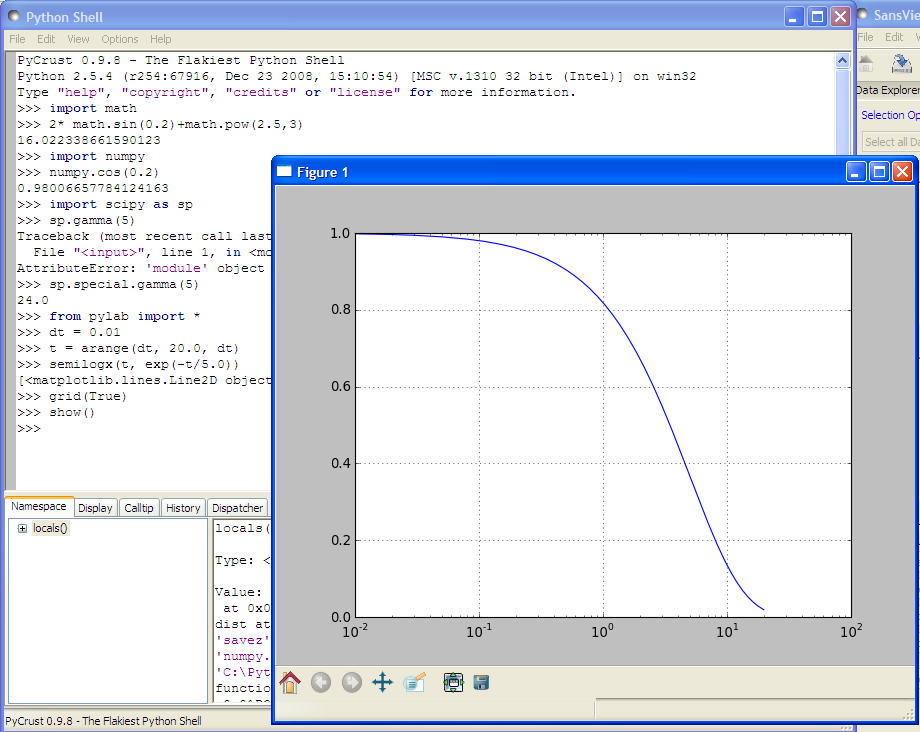 Python Shell
File Edit View Options Help
PyCrust 0.9.8 - The Flakiest Python Shell
Python 2.5.4 (r254:67916, Dec 23 2008, 15:10:54) [MSC v.1310 32 bit (Intel)] on win32
Type "help", "copyright", "credits" or "license" for more information.
>>> import math
>>> 2* math.sin(0.2)+math.pow(2.5,3)
16.022338661590123
>>> import numpy
>>> numpy.cos(0.2)
0.98006657784124163
>>> import scipy as sp
>>> sp.gamma(5)
Traceback (most recent call last
File "<input>", line 1, in <mo
AttributeError: 'module' object
>>> sp.special.gamma(5)
24.0
>>> from pylab import *
>>> dt = 0.01
>>> t = arange(dt, 20.0, dt)
>>> semilogx(t, exp(-t/5.0))
[<matplotlib.lines.Line2D object
>>> grid(True)
>>> show()
>>>
Namespace Display Calltip History Dispatcher
locals()
locals(
Type: <
Value:
at 0x0
dist at
'savez'
'numpy.
'C:\Pyt
functio
PyCrust 0.9.8 - The Flakiest Python Shell
SansVie
File Edit
Data Explorer
Selection Op
Select all Da
Figure 1
1.0
0.8
0.6
0.4
0.2
0.0
10-2 10-1 100 101 102